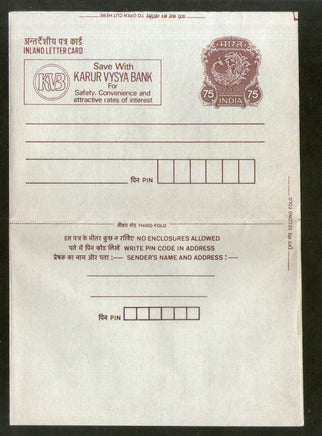 यहाँ काट कर खोलिए TO OPEN CUT HERE
अन्तर्देशीय पत्र कार्ड
INLAND LETTER CARD
KVB
Save With
KARUR VYSYA BANK
For
Safety, Convenience and
attractive rates of interest
भारत
75 75
INDIA
पिन PIN
तीसरा मोड़ THIRD FOLD
इस पत्र के भीतर कुछ न रखिए NO ENCLOSURES ALLOWED
पते में पिन कोड लिखें WRITE PIN CODE IN ADDRESS
प्रेषक का नाम और पता :— SENDER'S NAME AND ADDRESS :—
पिन PIN
दूसरा मोड़ SECOND FOLD